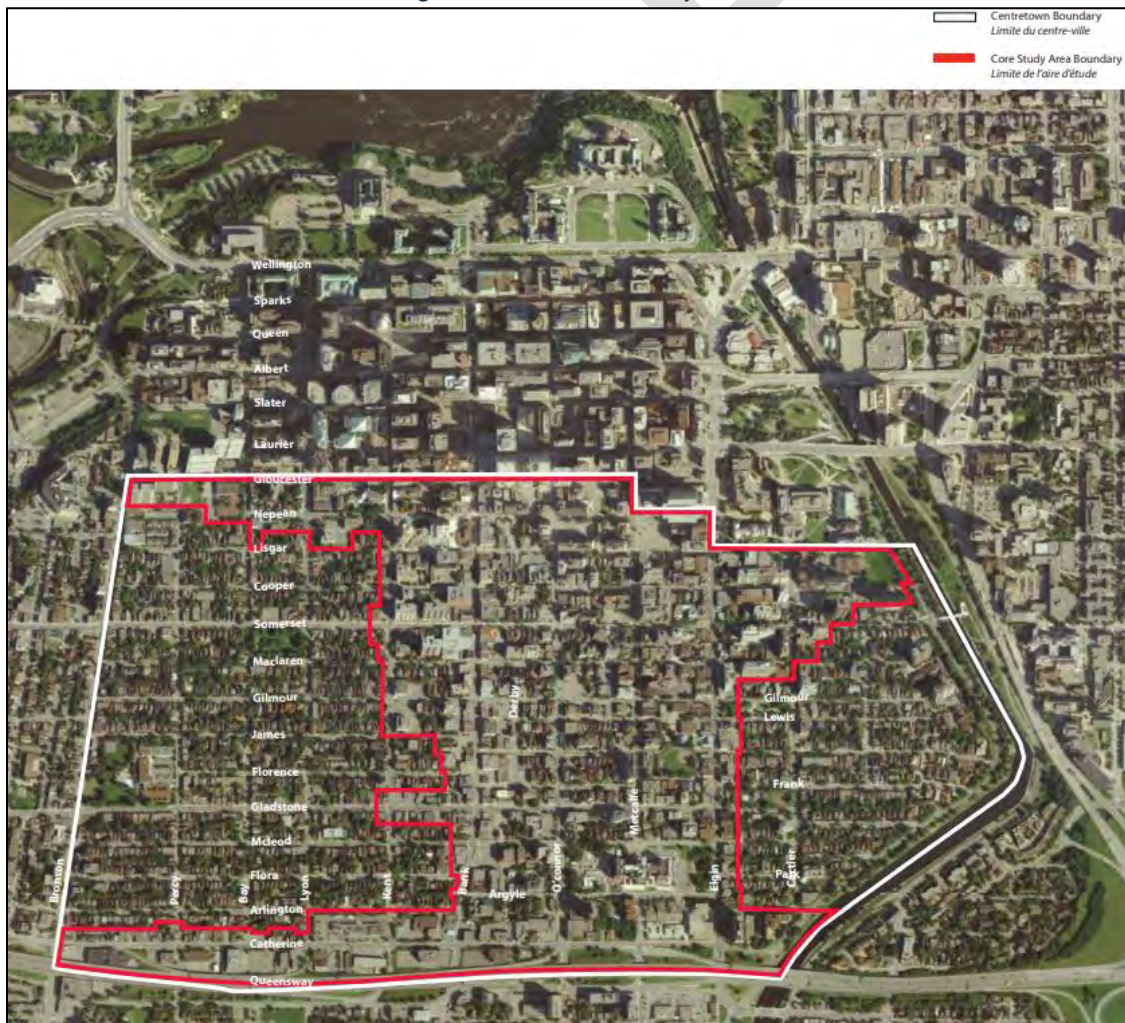 Centretown Boundary
Limite du centre-ville
Core Study Area Boundary
Limite de l'aire d'étude
Wellington
Sparks
Queen
Albert
Slater
Laurier
Gloucester
Nepean
Lisgar
Cooper
Somerset
Maclaren
Gilmour
James
Florence
Gladstone
Mcleod
Flora
Arlington
Catherine
Queensway
Bronson
Percy
Bay
Lyon
Kent
Bank
Argyle
O'connor
Derby
Metcalfe
Elgin
Gilmour
Lewis
Frank
Park
Cartier